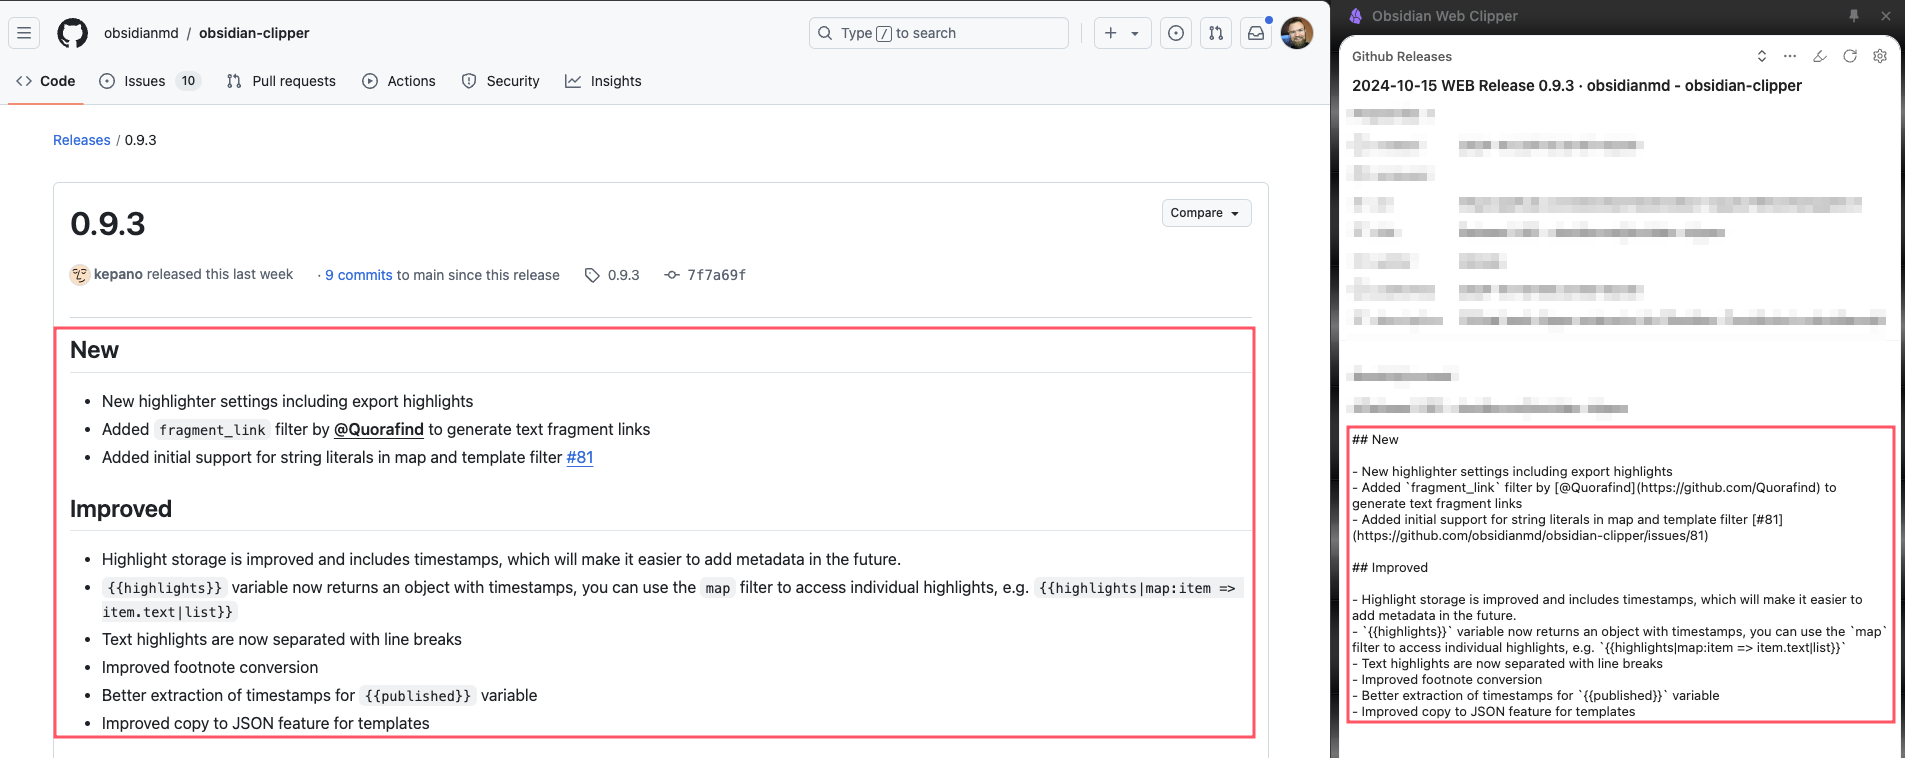 obsidianmd / obsidian-clipper
Type / to search
Code
Issues 10
Pull requests
Actions
Security
Insights
Releases / 0.9.3
0.9.3
Compare
kepano released this last week
· 9 commits to main since this release
0.9.3
7f7a69f
New
• New highlighter settings including export highlights
• Added fragment_link filter by @Quorafind to generate text fragment links
• Added initial support for string literals in map and template filter #81
Improved
• Highlight storage is improved and includes timestamps, which will make it easier to add metadata in the future.
• {{highlights}} variable now returns an object with timestamps, you can use the map filter to access individual highlights, e.g. {{highlights|map:item =>
item.text|list}}
• Text highlights are now separated with line breaks
• Improved footnote conversion
• Better extraction of timestamps for {{published}} variable
• Improved copy to JSON feature for templates
Obsidian Web Clipper
Github Releases
2024-10-15 WEB Release 0.9.3 · obsidianmd - obsidian-clipper
## New
- New highlighter settings including export highlights
- Added `fragment_link` filter by [@Quorafind](https://github.com/Quorafind) to
generate text fragment links
- Added initial support for string literals in map and template filter [#81]
(https://github.com/obsidianmd/obsidian-clipper/issues/81)
## Improved
- Highlight storage is improved and includes timestamps, which will make it easier to
add metadata in the future.
- `{{highlights}}` variable now returns an object with timestamps, you can use the `map`
filter to access individual highlights, e.g. `{{highlights|map:item => item.text|list}}`
- Text highlights are now separated with line breaks
- Improved footnote conversion
- Better extraction of timestamps for `{{published}}` variable
- Improved copy to JSON feature for templates